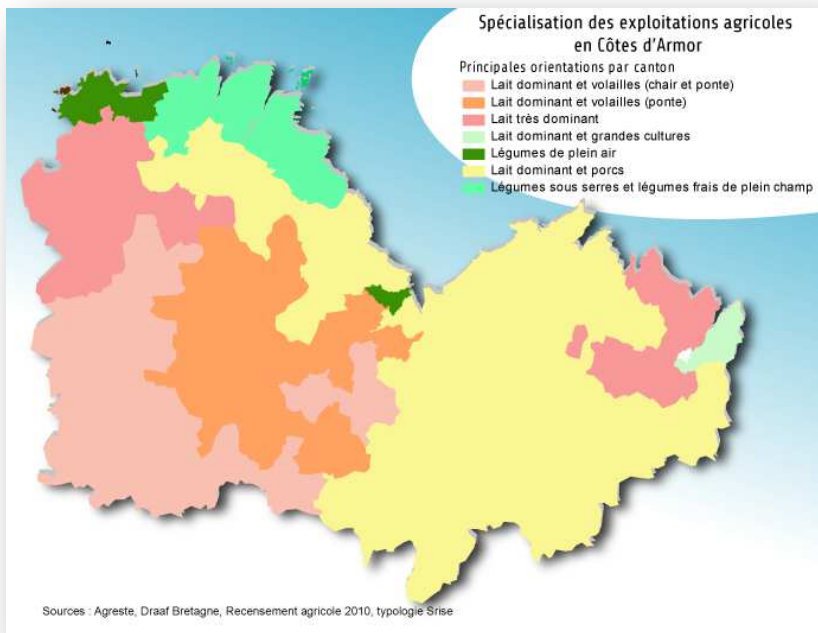 Spécialisation des exploitations agricoles
en Côtes d'Armor
Principales orientations par canton
Lait dominant et volailles (chair et ponte)
Lait dominant et volailles (ponte)
Lait très dominant
Lait dominant et grandes cultures
Légumes de plein air
Lait dominant et porcs
Légumes sous serres et légumes frais de plein champ
Sources : Agreste, Draaf Bretagne, Recensement agricole 2010, typologie Srise